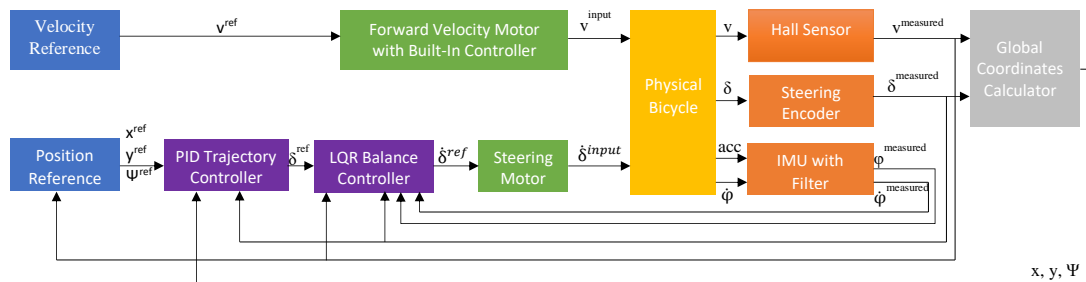 Velocity
Reference
v^ref
Forward Velocity Motor
with Built-In Controller
v^input
Physical
Bicycle
v
Hall Sensor
v^measured
δ
Steering
Encoder
δ^measured
Global
Coordinates
Calculator
Position
Reference
x^ref
y^ref
Ψ^ref
PID Trajectory
Controller
δ^ref
LQR Balance
Controller
δ̇^ref
Steering
Motor
δ̇^input
acc
φ̇
IMU with
Filter
φ^measured
φ̇^measured
x, y, Ψ